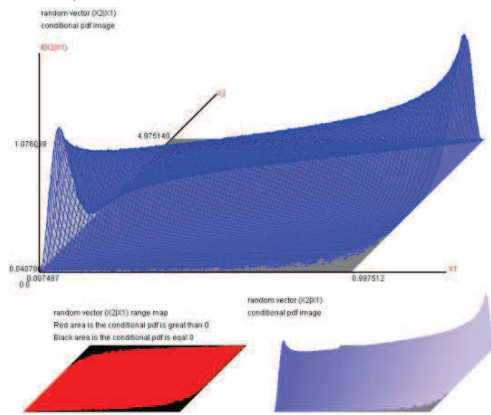 random vector (X2|X1)
conditional pdf image
f(X2|X1)
X2
4.975140
1.076039
0.04078
0.007487
0.0
0.997512
X1
random vector (X2|X1) range map
Red area is the conditional pdf is great than 0
Black area is the conditional pdf is equal 0
random vector (X2|X1)
conditional pdf image